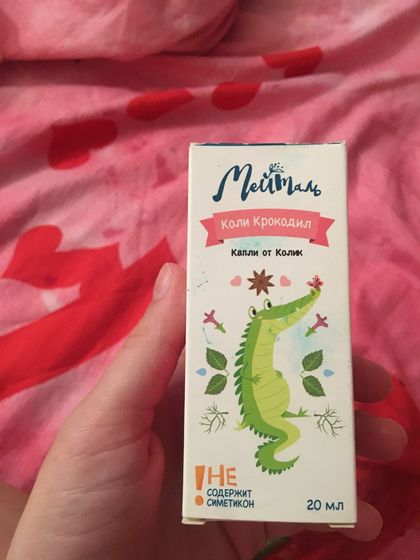 Мейталь
Коли Крокодил
Капли от Колик
! НЕ
СОДЕРЖИТ
СИМЕТИКОН
20 МЛ